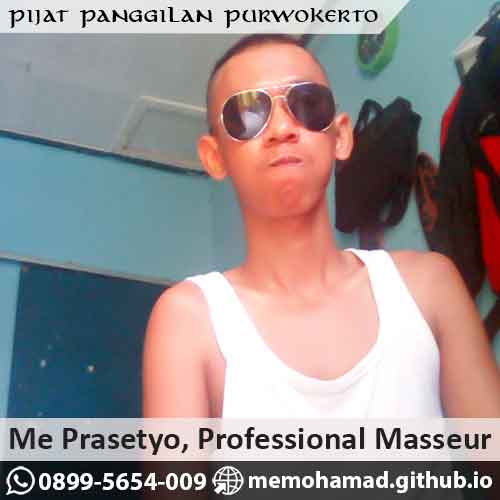 Pijat Panggilan Purwokerto
Me Prasetyo, Professional Masseur
0899-5654-009 memohamad.github.io